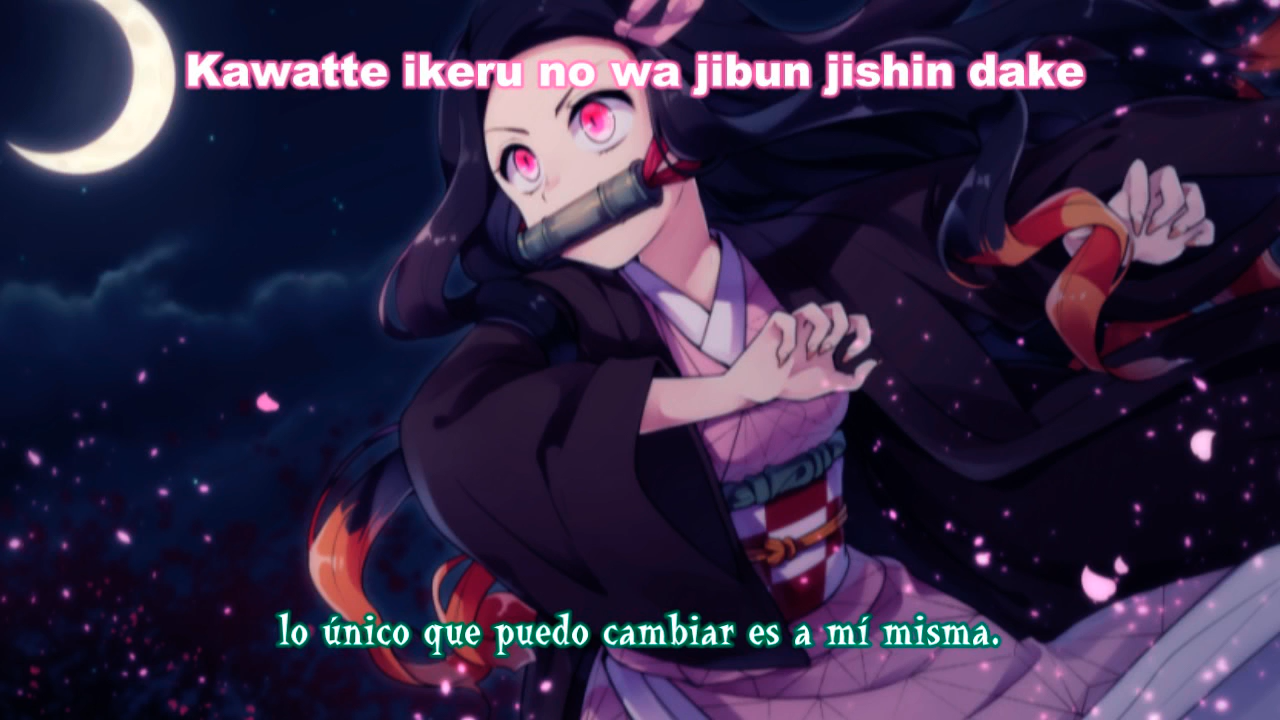 Kawatte ikeru no wa jibun jishin dake
lo único que puedo cambiar es a mí misma.